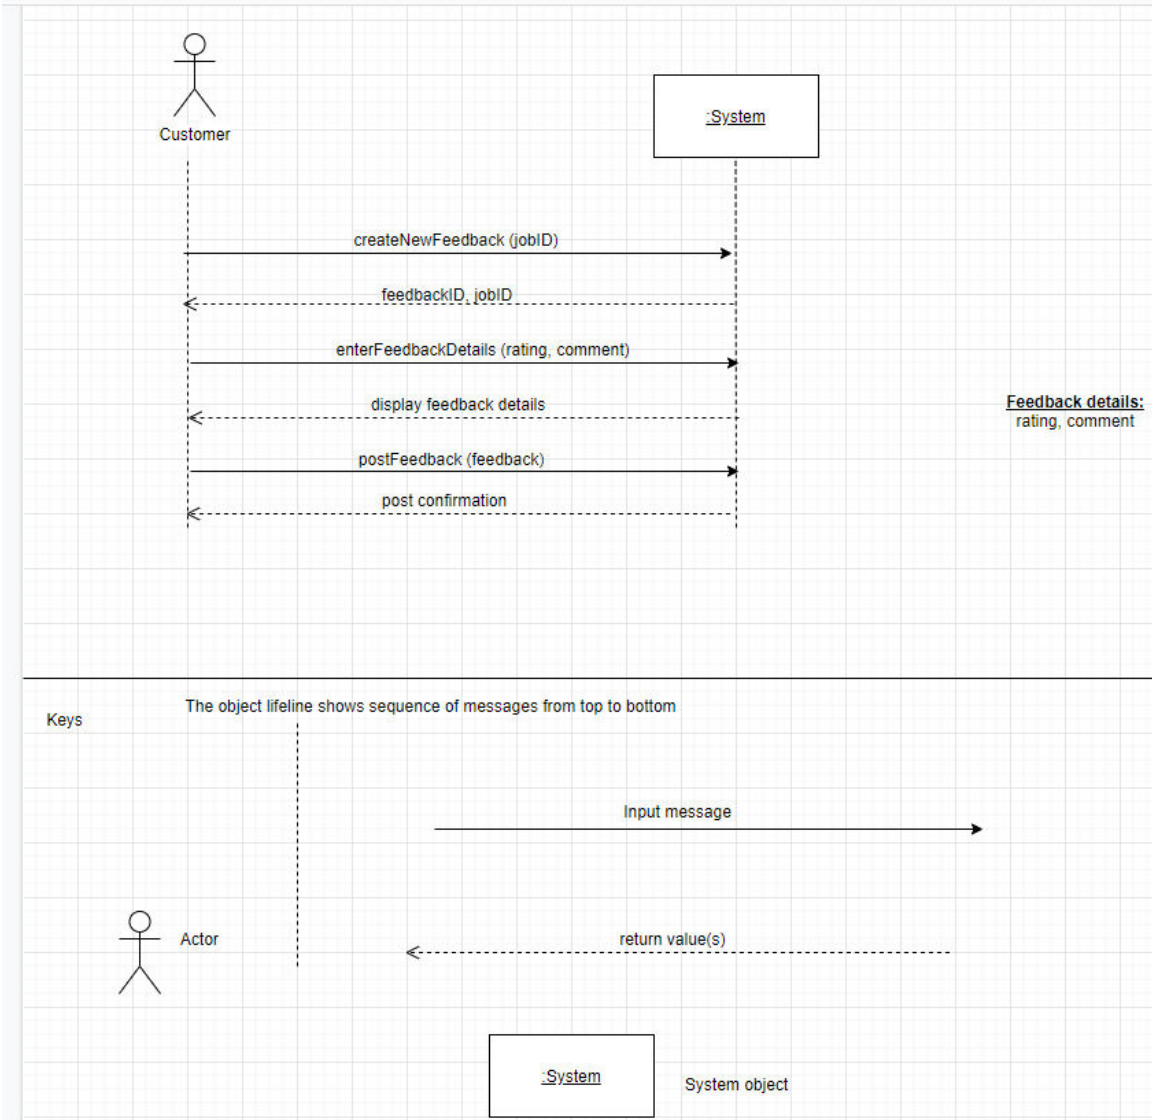 Customer
:System
createNewFeedback (jobID)
feedbackID, jobID
enterFeedbackDetails (rating, comment)
display feedback details
Feedback details:
rating, comment
postFeedback (feedback)
post confirmation
Keys
The object lifeline shows sequence of messages from top to bottom
Input message
Actor
return value(s)
:System
System object